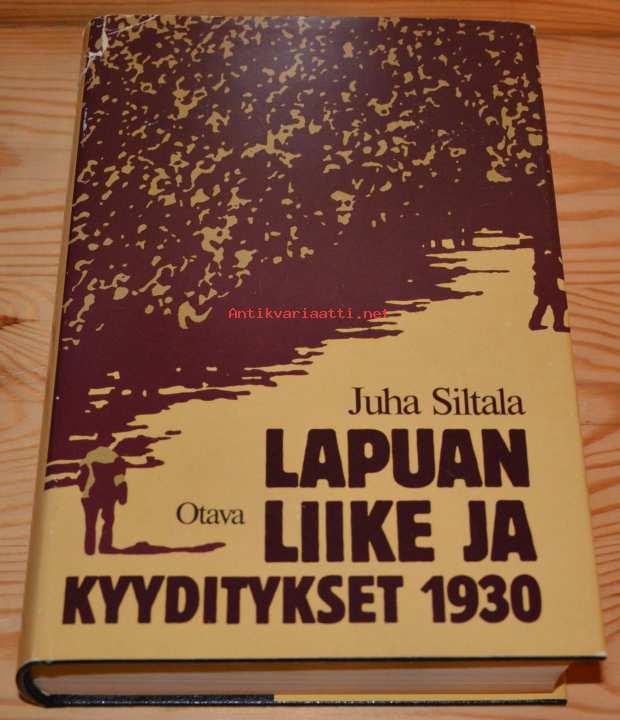 Antikvariaatti.net
Juha Siltala
LAPUAN
Otava LIIKE JA
KYYDITYKSET 1930